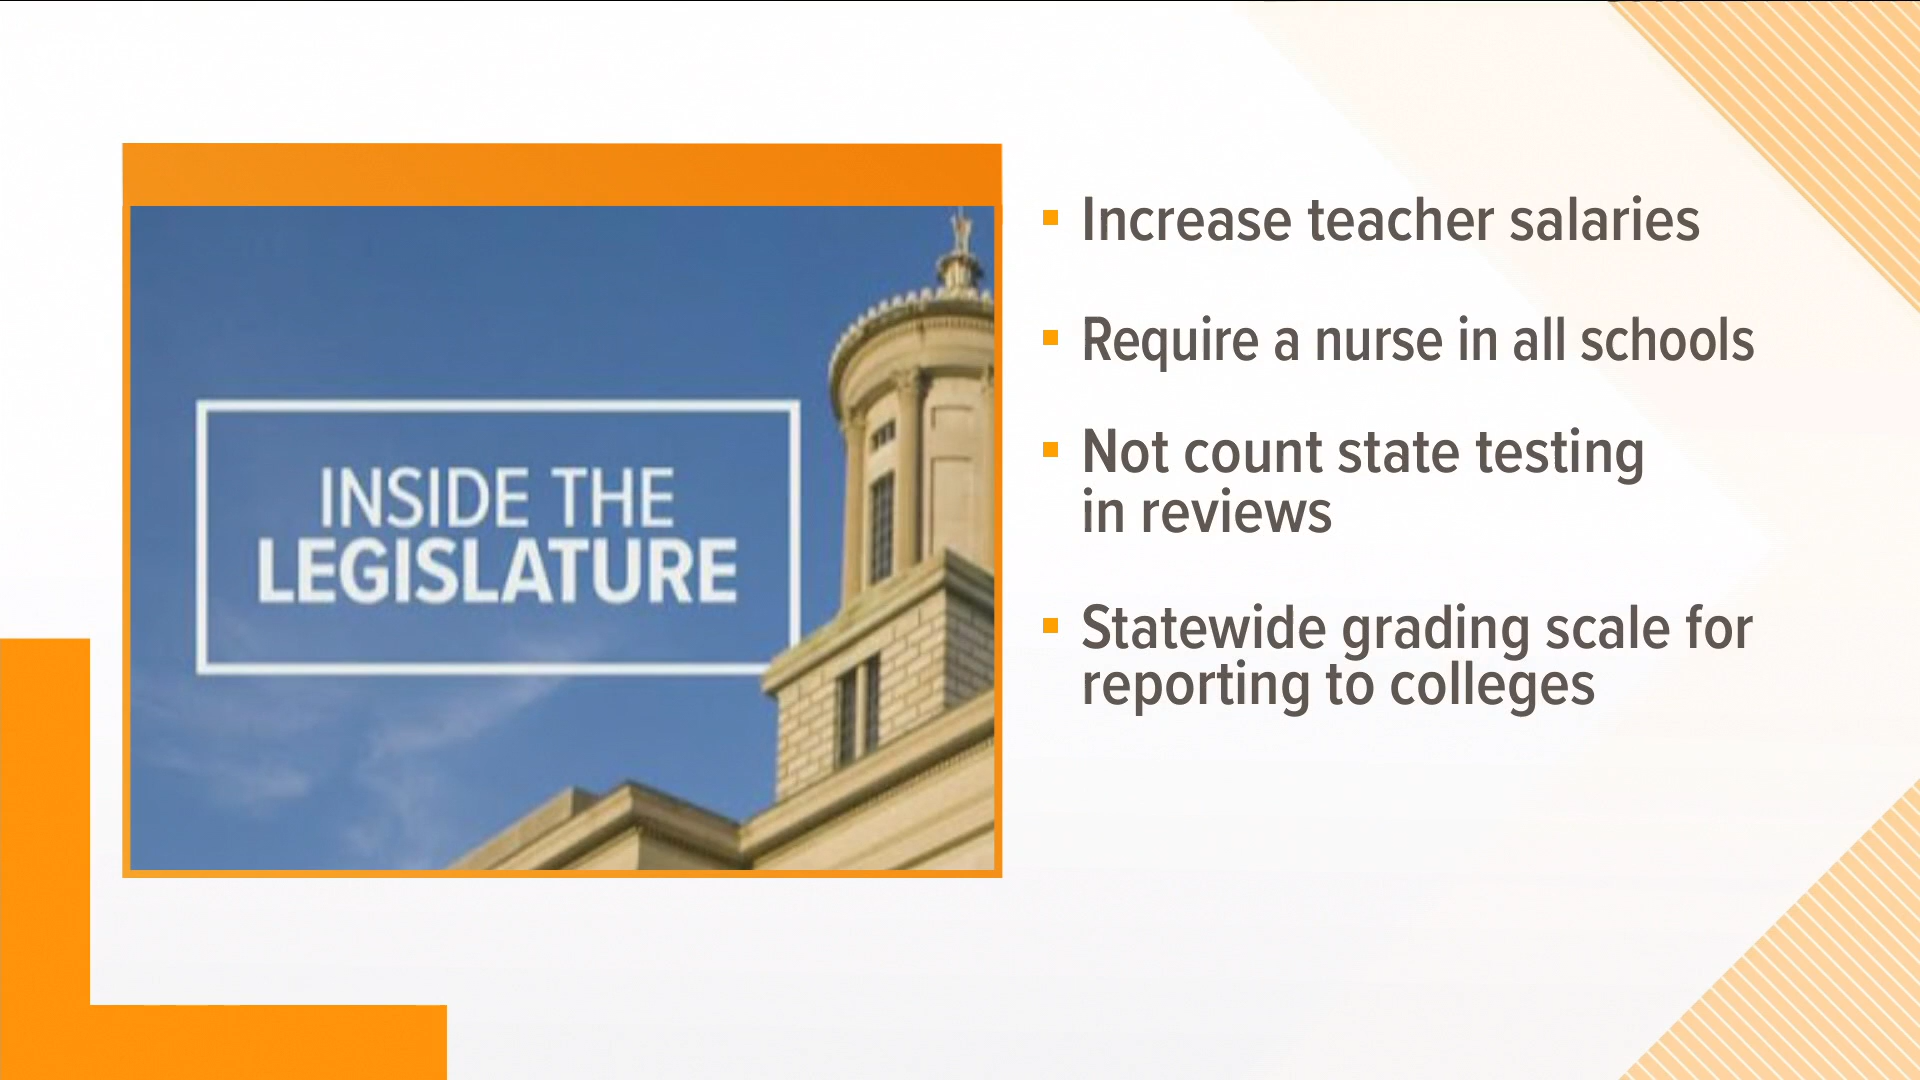 INSIDE THE
LEGISLATURE
Increase teacher salaries
Require a nurse in all schools
Not count state testing
in reviews
Statewide grading scale for
reporting to colleges